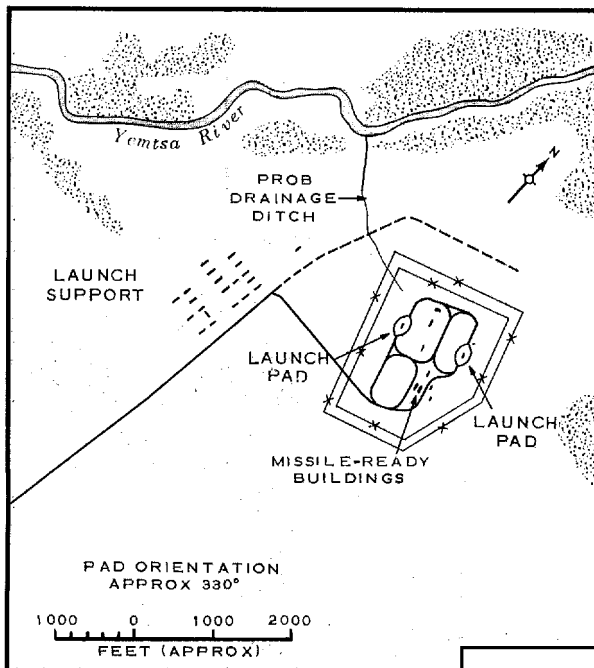 Yemtsa River
N
PROB
DRAINAGE
DITCH
LAUNCH
SUPPORT
LAUNCH
PAD
LAUNCH
PAD
MISSILE-READY
BUILDINGS
PAD ORIENTATION
APPROX 330°
1000 0 1000 2000
FEET (APPROX)